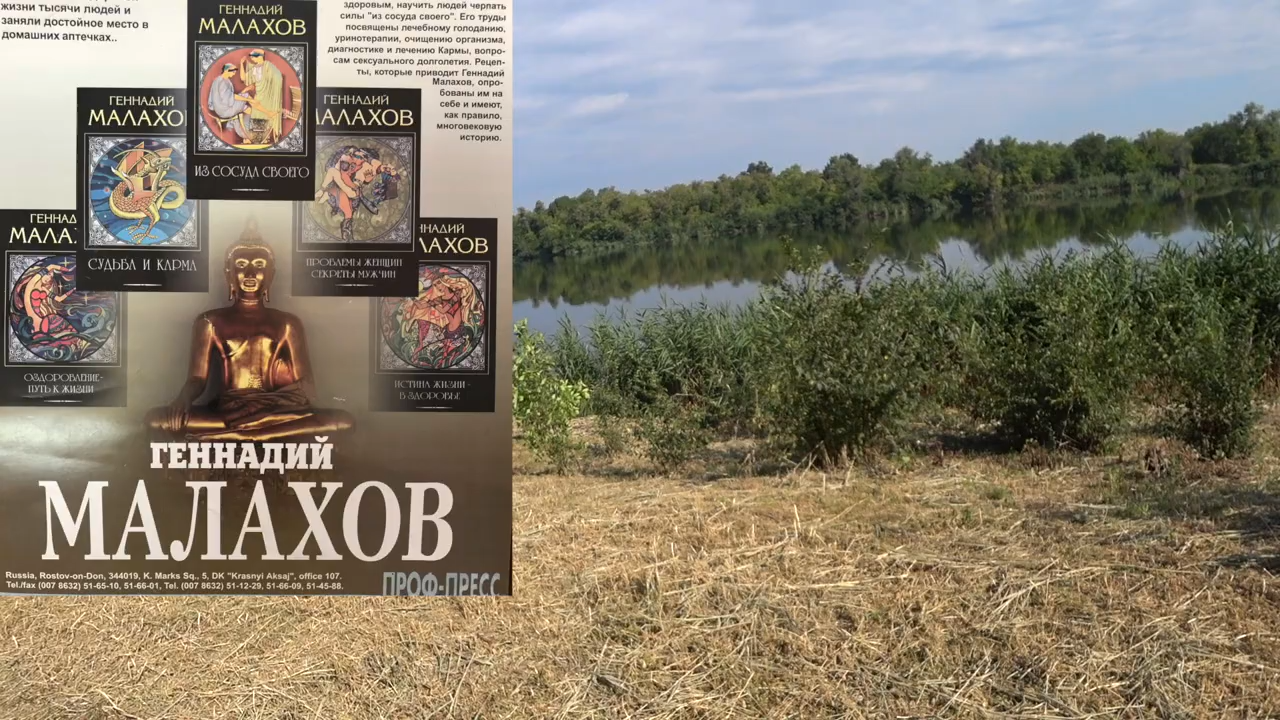 жизни тысячи людей и
заняли достойное место в
домашних аптечках..
здоровым, научить людей черпать
силы "из сосуда своего". Его труды
посвящены лечебному голоданию,
уринотерапии, очищению организма,
диагностике и лечению Кармы, вопро-
сам сексуального долголетия. Рецеп-
ты, которые приводит Геннадий
Малахов, опро-
бованы им на
себе и имеют,
как правило,
многовековую
историю.
ГЕННАДИЙ
МАЛАХОВ
ИЗ СОСУДА СВОЕГО
ГЕННАДИЙ
МАЛАХО
СУДЬБА И КАРМА
ГЕННАДИЙ
МАЛАХОВ
ПРОБЛЕМЫ ЖЕНЩИН
СЕКРЕТЫ МУЖЧИН
ГЕННАД
МАЛА
ОЗДОРОВЛЕНИЕ-
ПУТЬ К ЖИЗНИ
НАДИЙ
ЛАХОВ
ИСТИНА ЖИЗНИ -
В ЗДОРОВЬЕ
ГЕННАДИЙ
МАЛАХОВ
Russia, Rostov-on-Don, 344019, K. Marks Sq., 5, DK "Krasnyi Aksaj", office 107.
Tel./fax (007 8632) 51-65-10, 51-66-01, Tel. (007 8632) 51-12-29, 51-66-09, 51-45-88.
ПРОФ-ПРЕСС